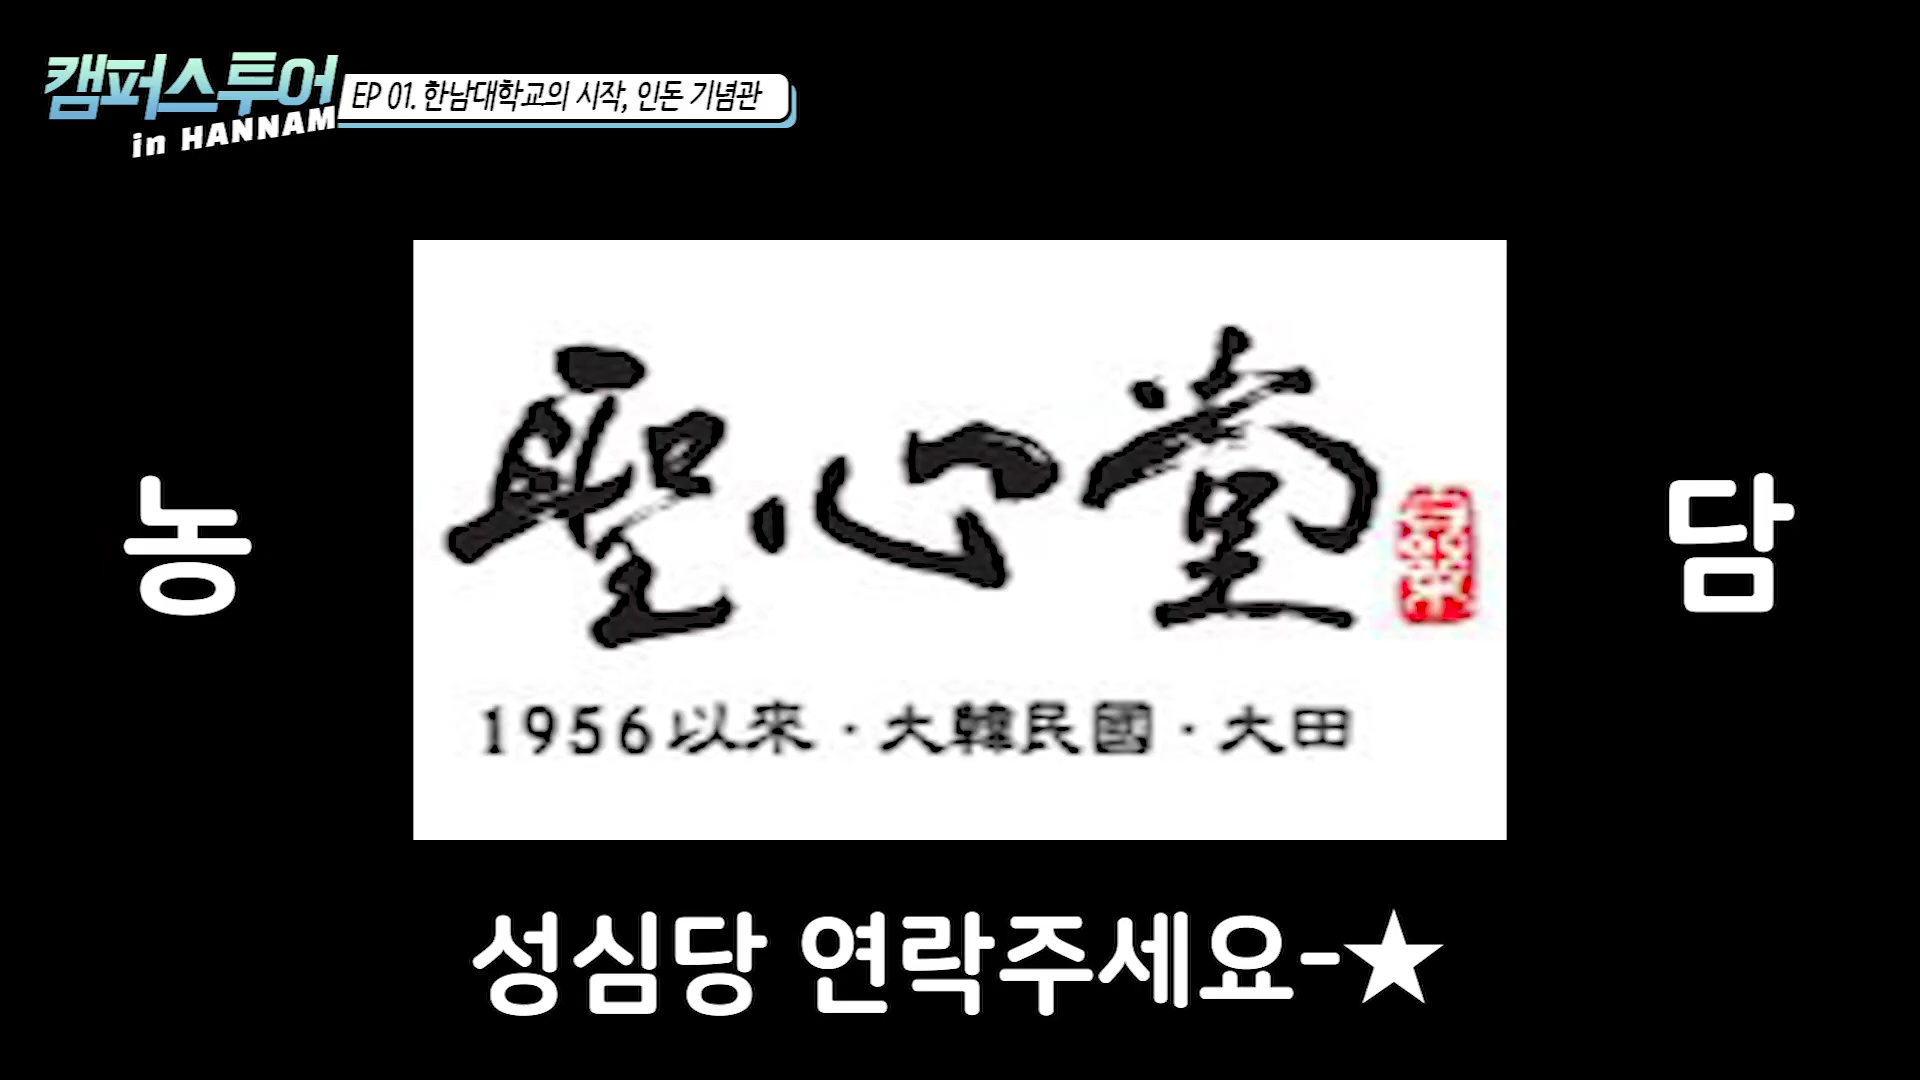 캠퍼스투어
in HANNAM
EP 01. 한남대학교의 시작, 인돈 기념관
농
聖心堂
담
1956 以來 · 大韓民國 · 大田
성심당 연락주세요-★